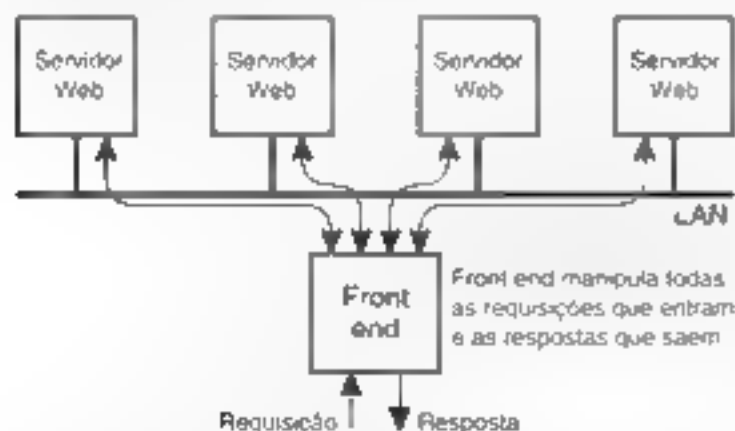 Servidor
Web
Servidor
Web
Servidor
Web
Servidor
Web
LAN
Front
end
Front end manipula todas
as requisições que entram
e as respostas que saem
Requisição
Resposta